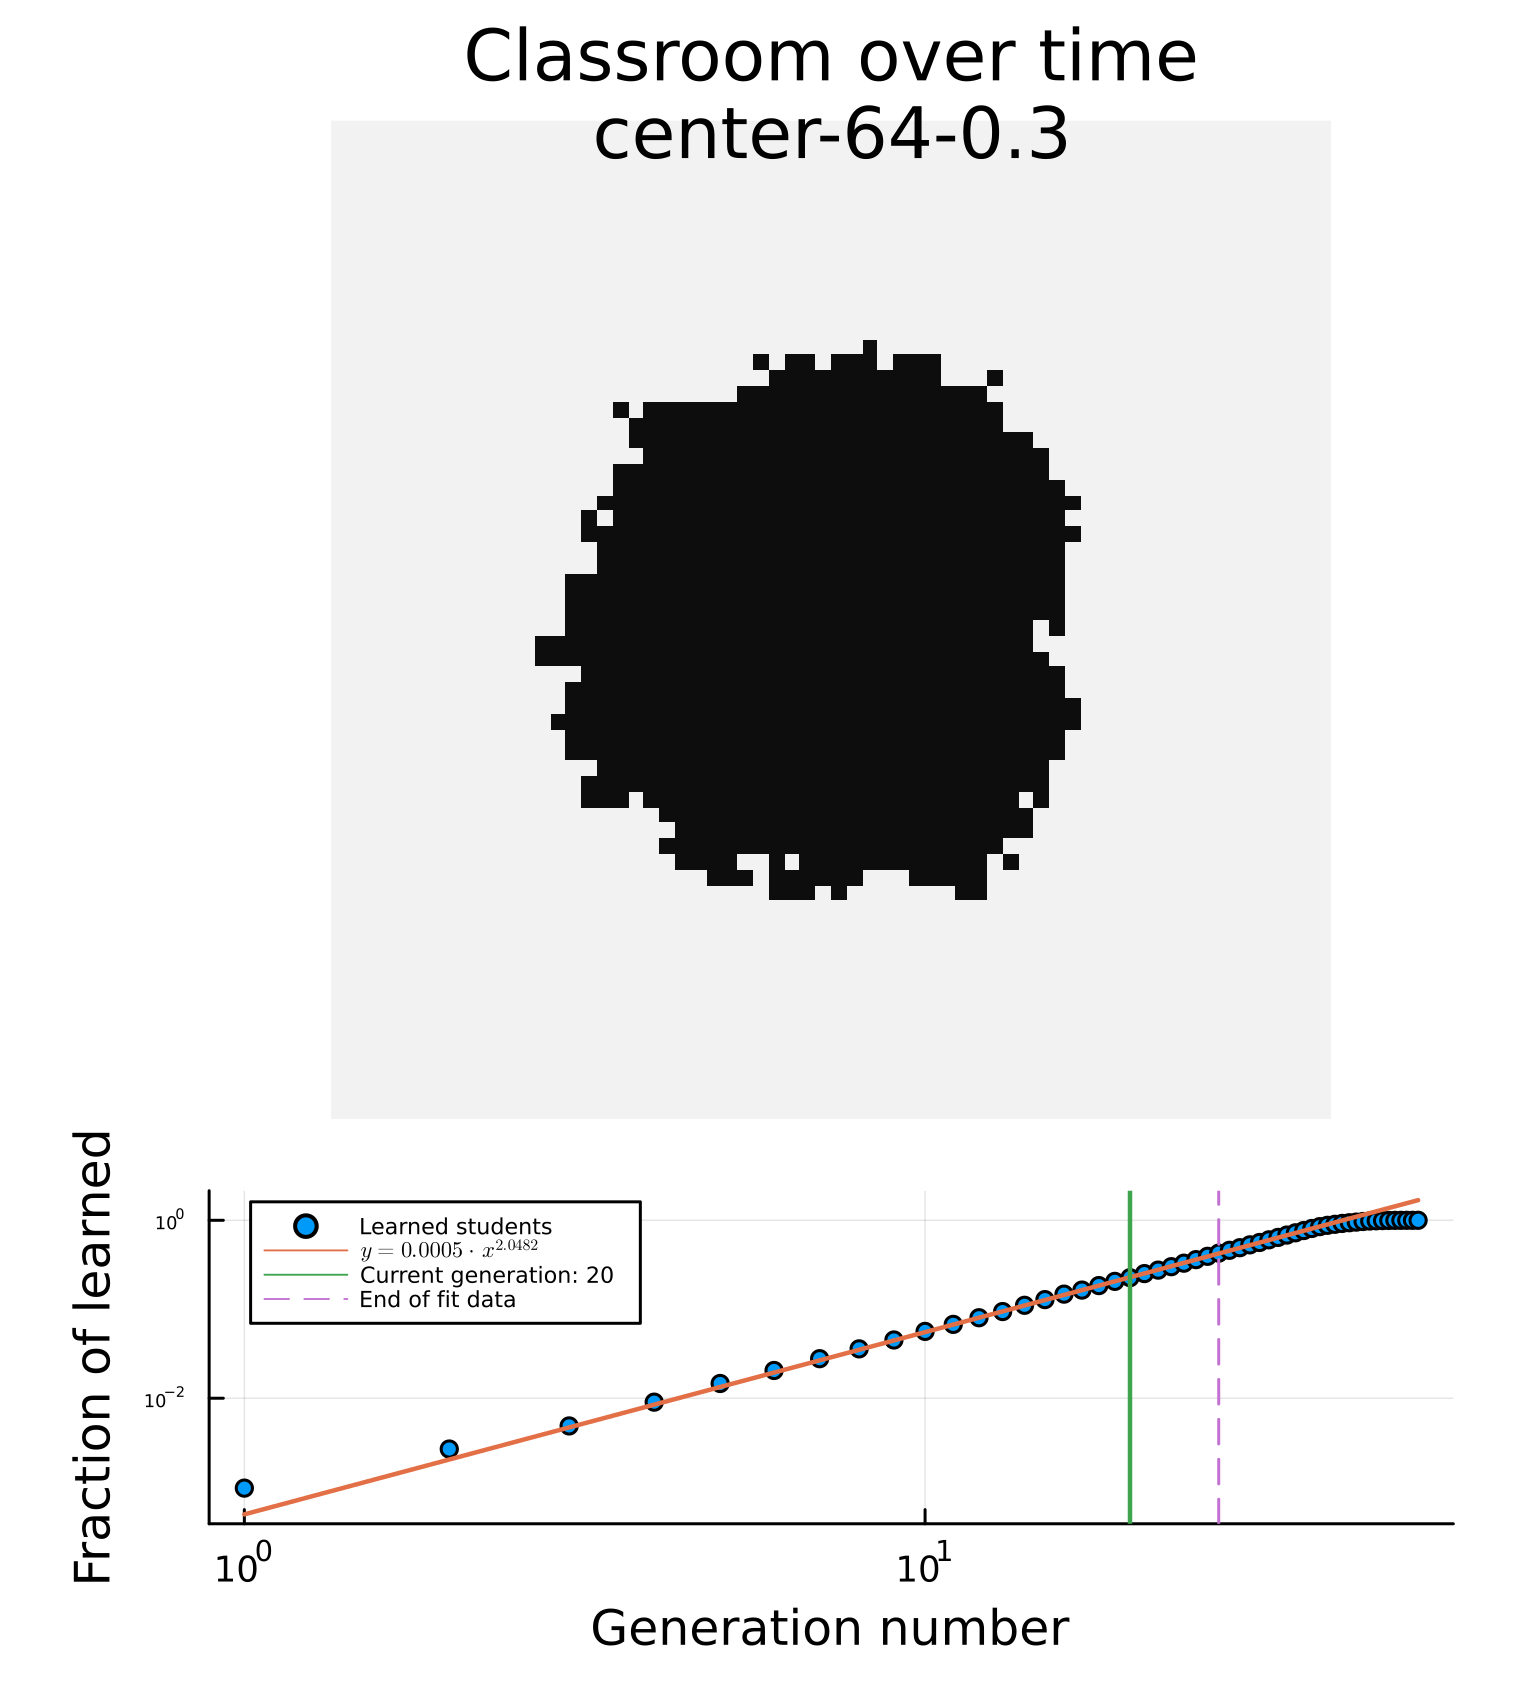 Classroom over time
center-64-0.3
Fraction of learned
10^0
10^-2
Learned students
y = 0.0005 · x^2.0482
Current generation: 20
End of fit data
10^0
10^1
Generation number